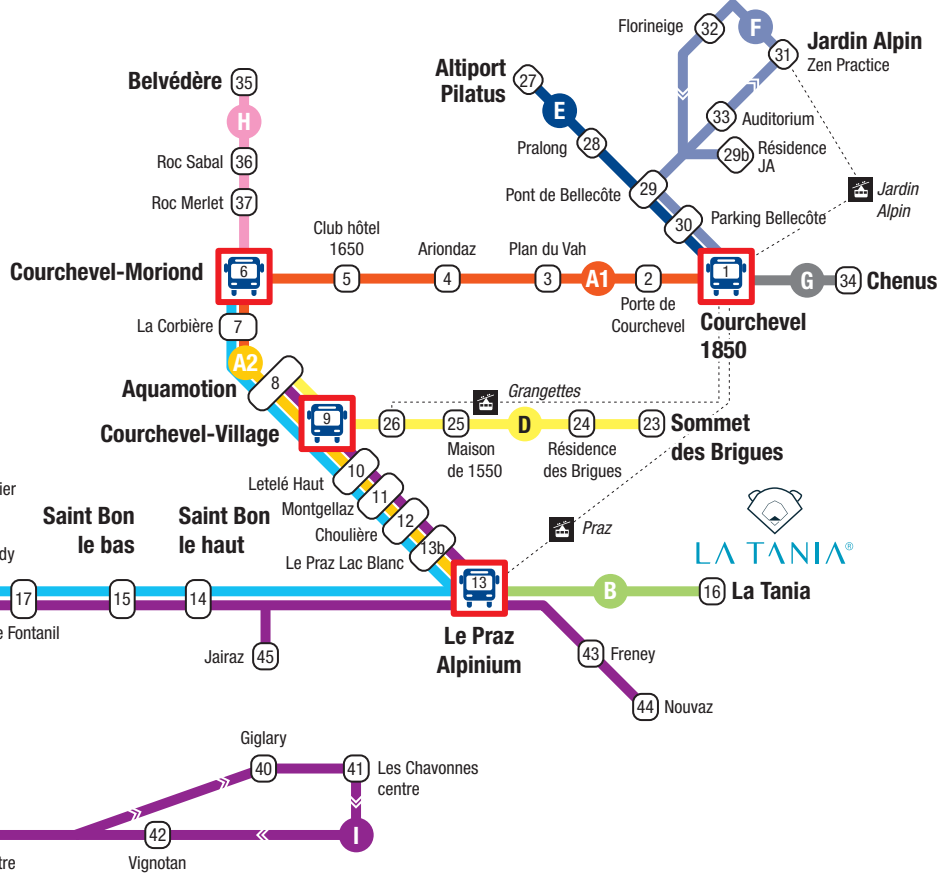 Florineige
32
F
31
Jardin Alpin
Zen Practice
Altiport
Pilatus
27
E
Belvédère
35
H
28
Pralong
33
Auditorium
29b
Résidence
JA
Roc Sabal
36
Roc Merlet
37
Pont de Bellecôte
29
30
Parking Bellecôte
Jardin
Alpin
Club hôtel
1650
Ariondaz
Plan du Vah
Courchevel-Moriond
6
5
4
3
A1
2
1
G
34
Chenus
Porte de
Courchevel
Courchevel
1850
La Corbière
7
A2
Aquamotion
8
Grangettes
Courchevel-Village
9
26
25
D
24
23
Sommet
des Brigues
Maison
de 1550
Résidence
des Brigues
Letelé Haut
10
Montgellaz
11
Choulière
12
Le Praz Lac Blanc
13b
Praz
LA TANIA®
ier
dy
Saint Bon
le bas
Saint Bon
le haut
17
15
14
13
B
16
La Tania
e Fontanil
Jairaz
45
Le Praz
Alpinium
43
Freney
44
Nouvaz
Giglary
40
41
Les Chavonnes
centre
42
I
tre
Vignotan